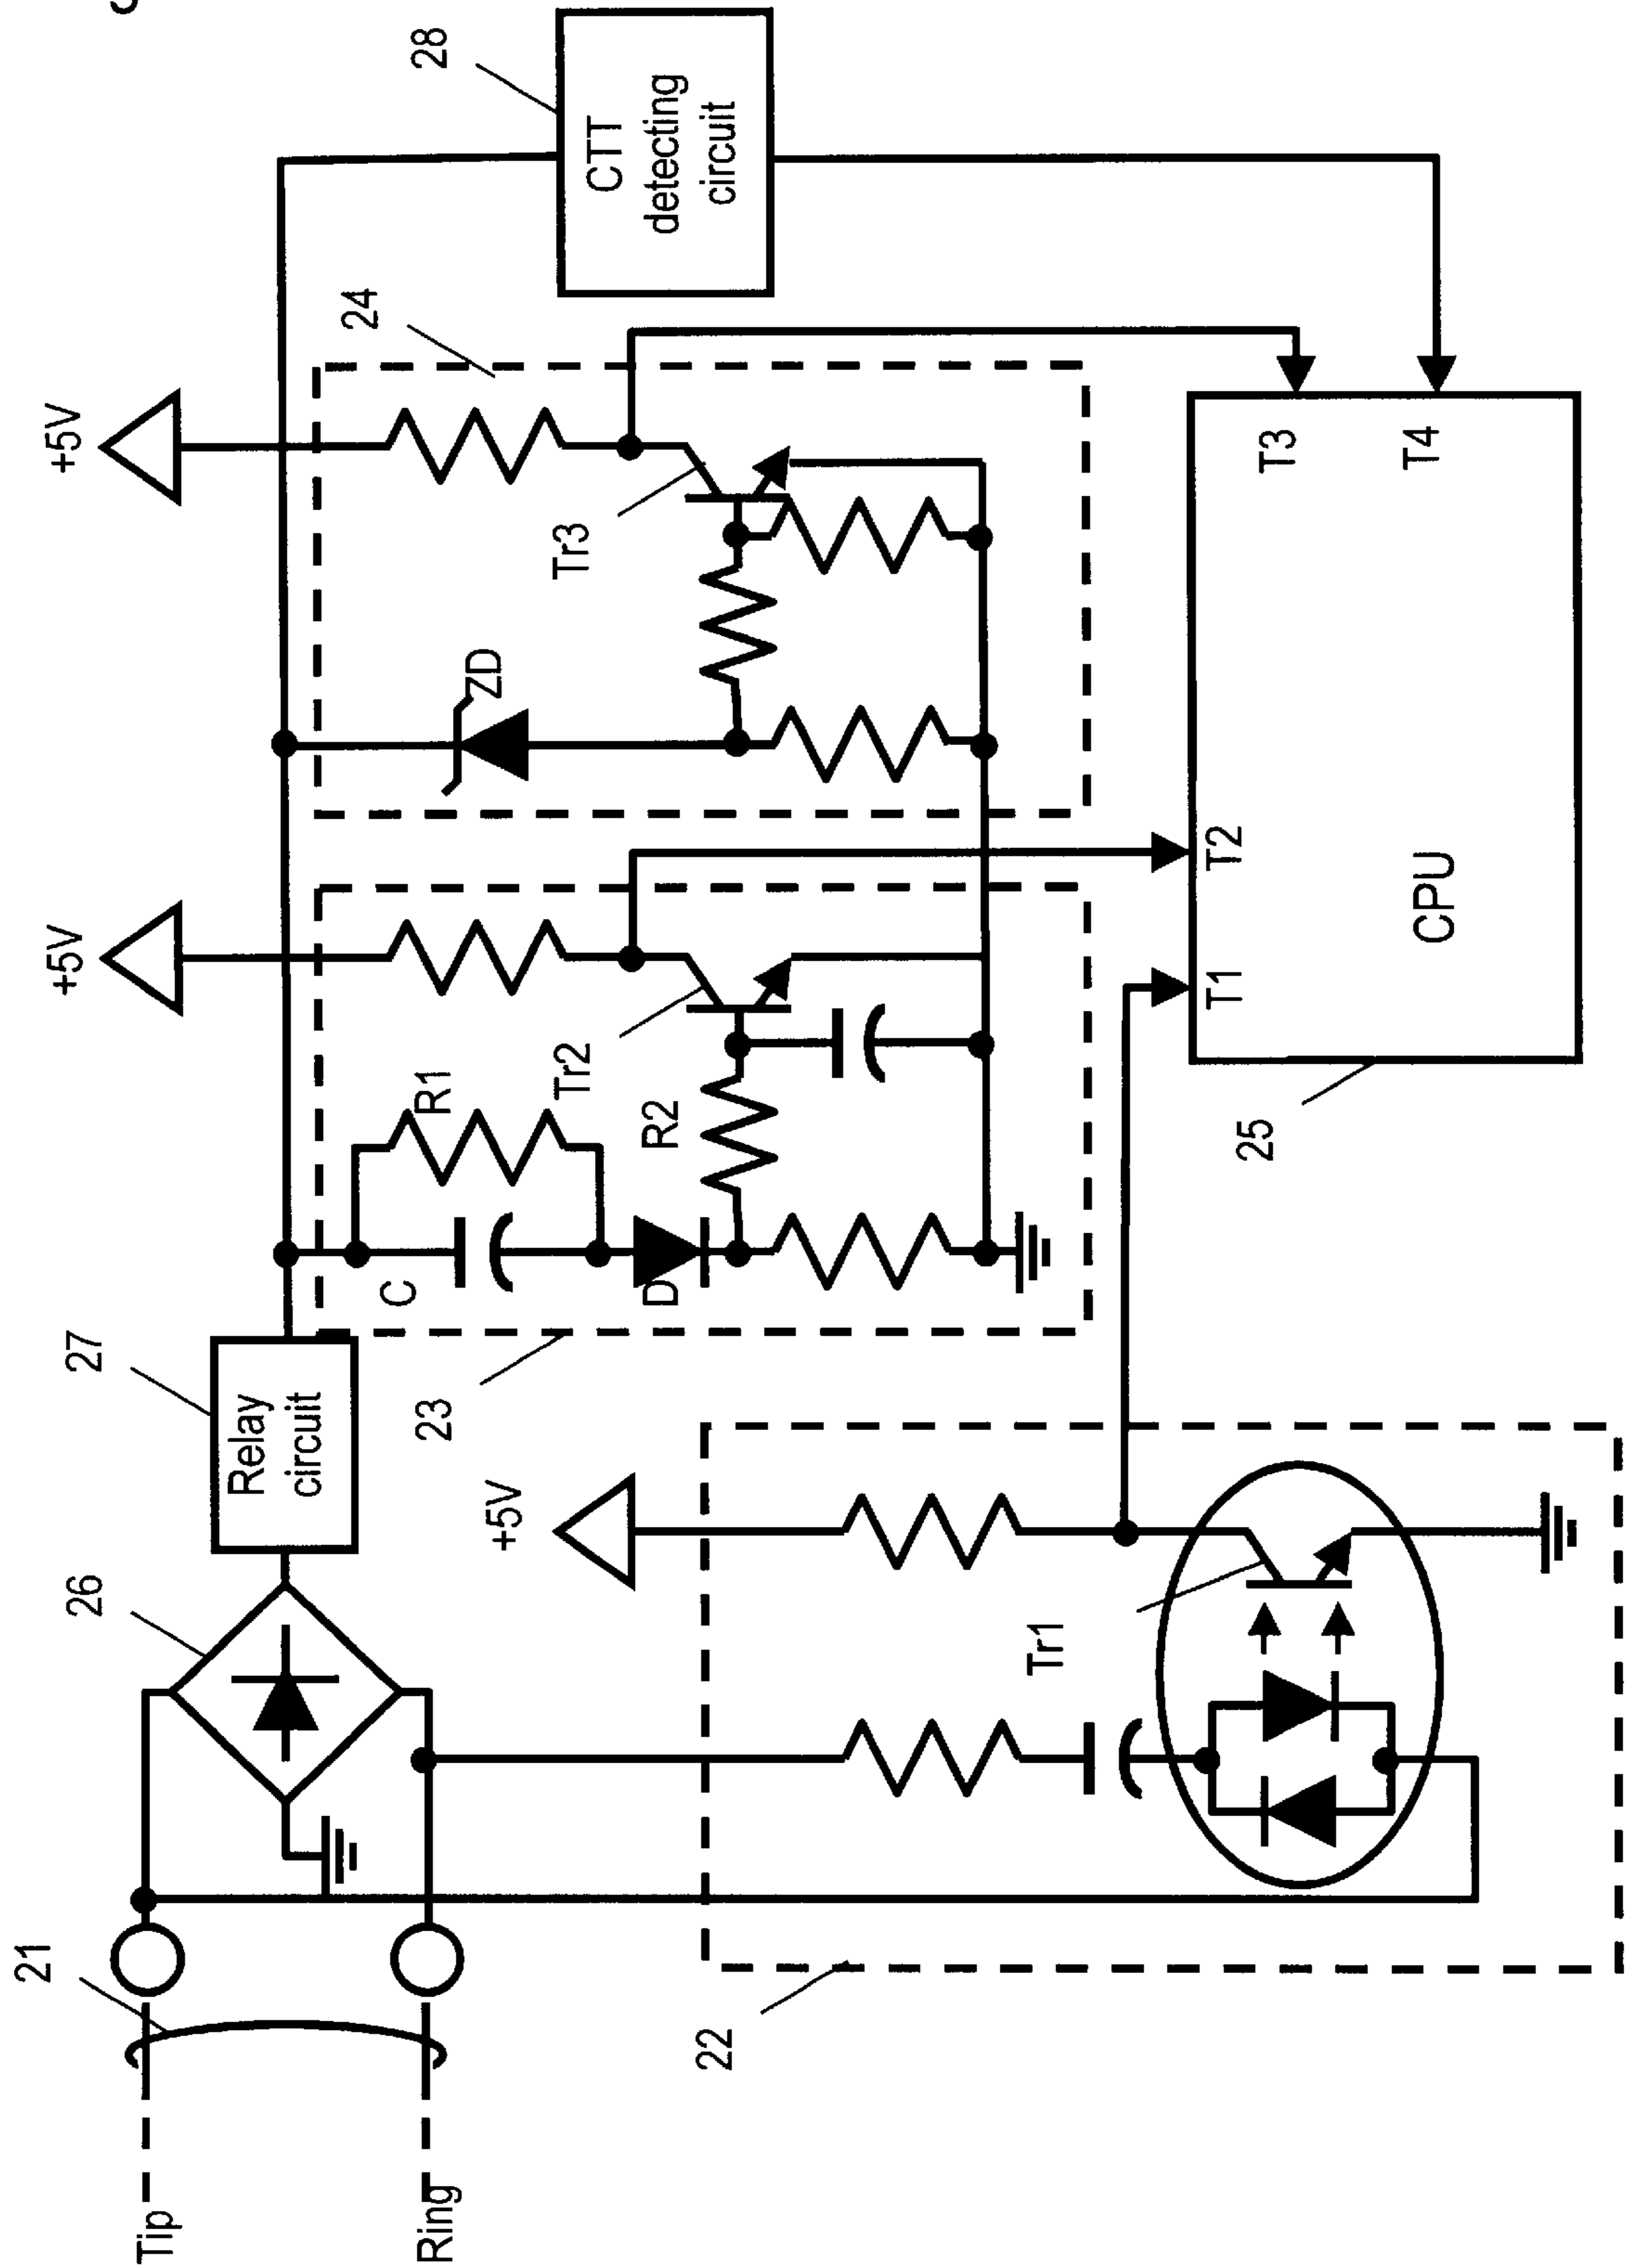 28
CTT
detecting
circuit
24
+5V
Tr3
ZD
T3
T4
+5V
T2
T1
CPU
25
R1
Tr2
R2
C
D
27
Relay
circuit
23
26
+5V
Tr1
21
22
Tip
Ring